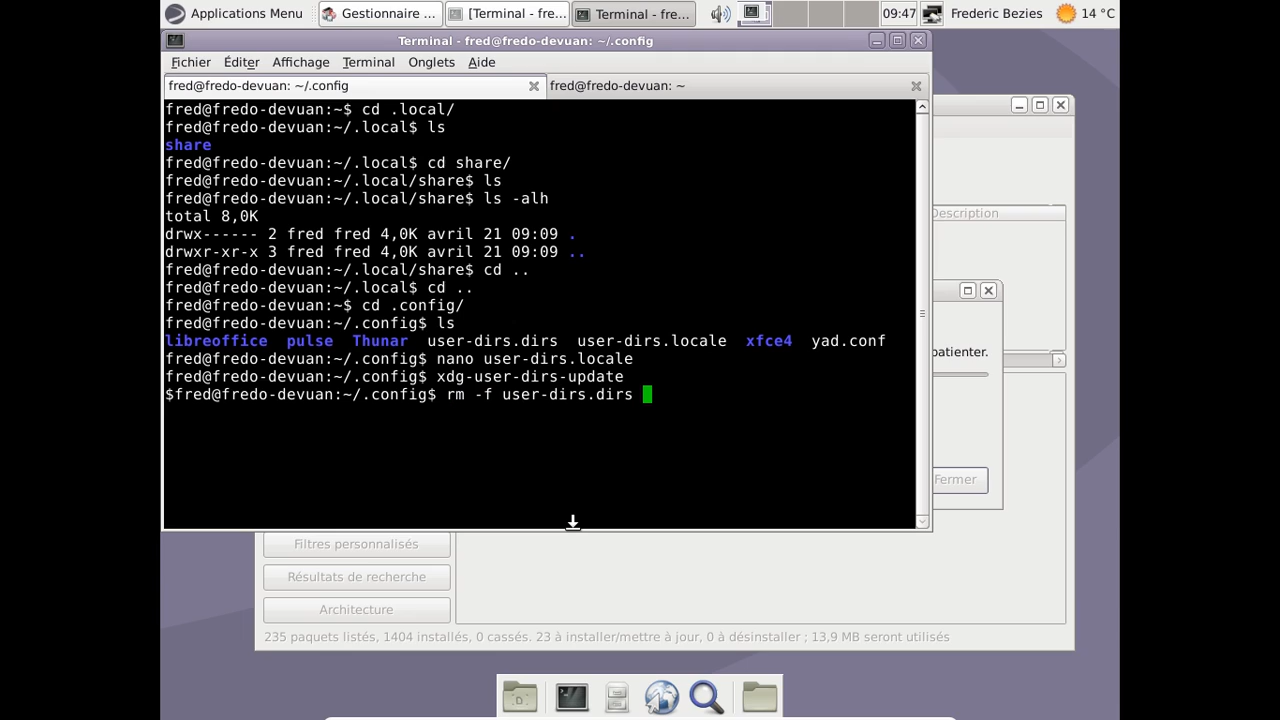 Applications Menu
Gestionnaire ...
[Terminal - fre...
Terminal - fre...
09:47
Frederic Bezies
14 °C
Terminal - fred@fredo-devuan: ~/.config
Fichier Éditer Affichage Terminal Onglets Aide
fred@fredo-devuan: ~/.config
fred@fredo-devuan: ~
fred@fredo-devuan:~$ cd .local/
fred@fredo-devuan:~/.local$ ls
share
fred@fredo-devuan:~/.local$ cd share/
fred@fredo-devuan:~/.local/share$ ls
fred@fredo-devuan:~/.local/share$ ls -alh
total 8,0K
drwx------ 2 fred fred 4,0K avril 21 09:09 .
drwxr-xr-x 3 fred fred 4,0K avril 21 09:09 ..
fred@fredo-devuan:~/.local/share$ cd ..
fred@fredo-devuan:~/.local$ cd ..
fred@fredo-devuan:~$ cd .config/
fred@fredo-devuan:~/.config$ ls
libreoffice pulse Thunar user-dirs.dirs user-dirs.locale xfce4 yad.conf
fred@fredo-devuan:~/.config$ nano user-dirs.locale
fred@fredo-devuan:~/.config$ xdg-user-dirs-update
$fred@fredo-devuan:~/.config$ rm -f user-dirs.dirs
Description
patienter.
Fermer
Filtres personnalisés
Résultats de recherche
Architecture
235 paquets listés, 1404 installés, 0 cassés. 23 à installer/mettre à jour, 0 à désinstaller ; 13,9 MB seront utilisés